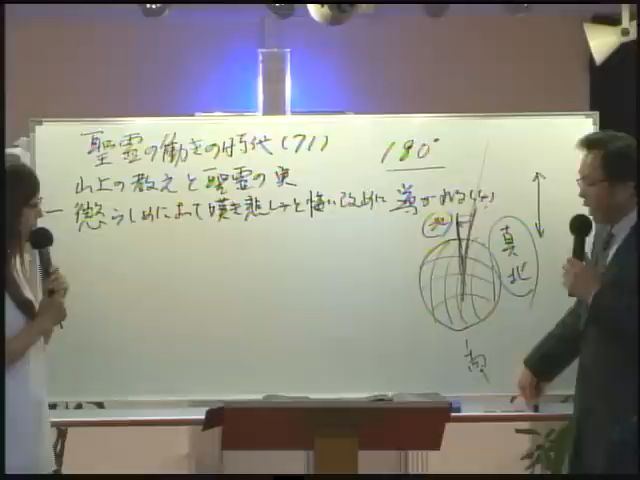 聖霊の働きの時代(71)
180°
山上の教えと聖霊の実
一懲らしめによって嘆き悲しみと悔い改めに導かれる
真北
南